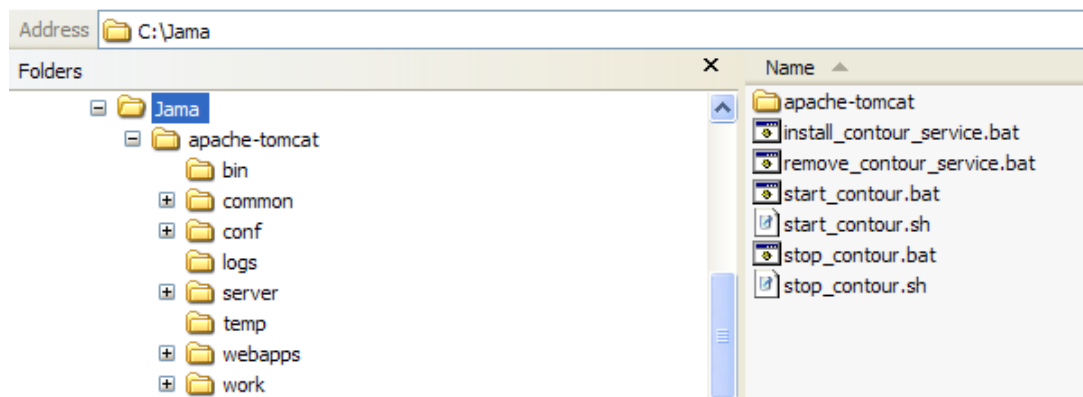 Address C:\Jama
Folders
Jama
apache-tomcat
bin
common
conf
logs
server
temp
webapps
work
Name
apache-tomcat
install_contour_service.bat
remove_contour_service.bat
start_contour.bat
start_contour.sh
stop_contour.bat
stop_contour.sh